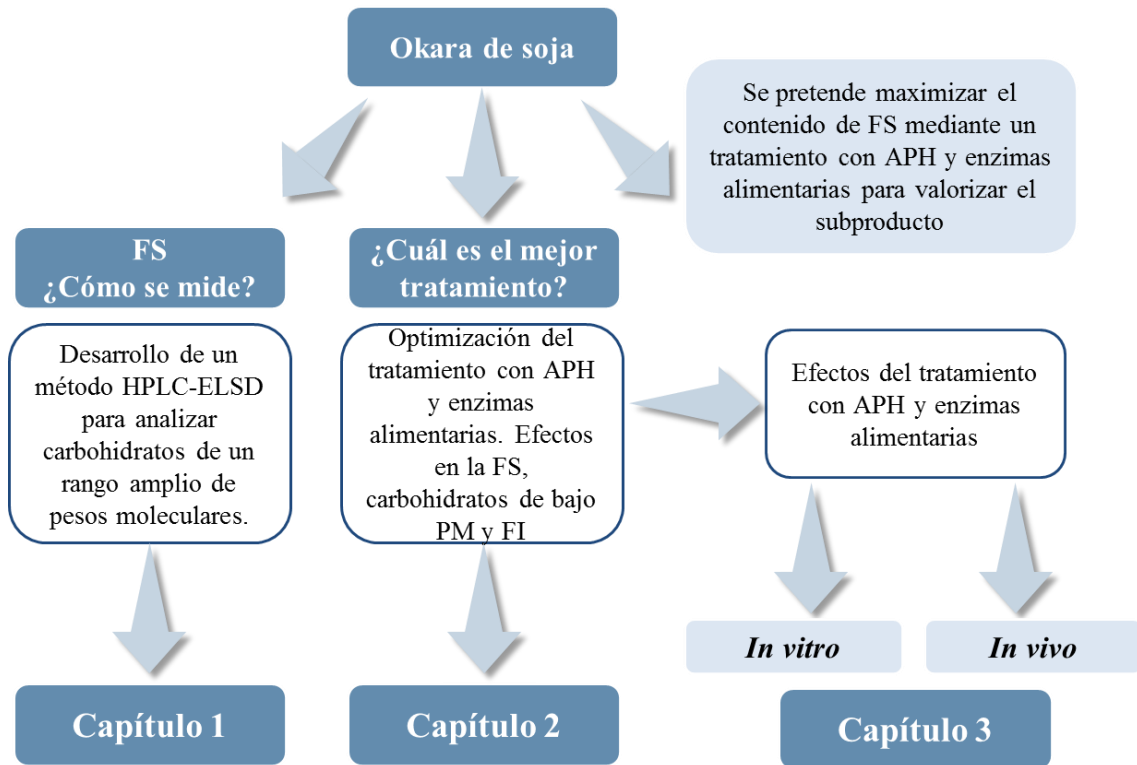 Okara de soja
Se pretende maximizar el
contenido de FS mediante un
tratamiento con APH y enzimas
alimentarias para valorizar el
subproducto
FS
¿Cómo se mide?
¿Cuál es el mejor
tratamiento?
Desarrollo de un
método HPLC-ELSD
para analizar
carbohidratos de un
rango amplio de
pesos moleculares.
Optimización del
tratamiento con APH
y enzimas
alimentarias. Efectos
en la FS,
carbohidratos de bajo
PM y FI
Efectos del tratamiento
con APH y enzimas
alimentarias
In vitro
In vivo
Capítulo 1
Capítulo 2
Capítulo 3